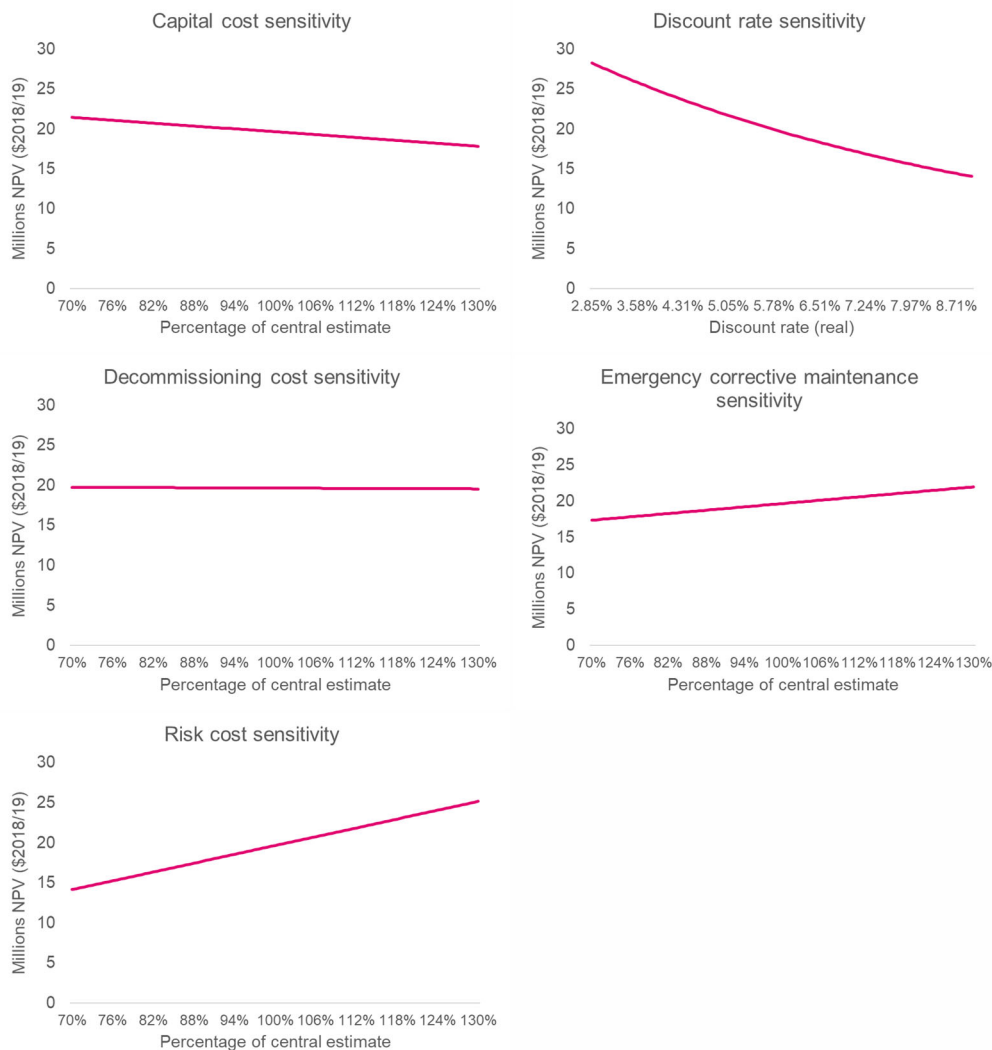 Capital cost sensitivity
Millions NPV ($2018/19)
30
25
20
15
10
5
0
70% 76% 82% 88% 94% 100% 106% 112% 118% 124% 130%
Percentage of central estimate
Discount rate sensitivity
Millions NPV ($2018/19)
30
25
20
15
10
5
0
2.85% 3.58% 4.31% 5.05% 5.78% 6.51% 7.24% 7.97% 8.71%
Discount rate (real)
Decommissioning cost sensitivity
Millions NPV ($2018/19)
30
25
20
15
10
5
0
70% 76% 82% 88% 94% 100% 106% 112% 118% 124% 130%
Percentage of central estimate
Emergency corrective maintenance
sensitivity
Millions NPV ($2018/19)
30
25
20
15
10
5
0
70% 76% 82% 88% 94% 100% 106% 112% 118% 124% 130%
Percentage of central estimate
Risk cost sensitivity
Millions NPV ($2018/19)
30
25
20
15
10
5
0
70% 76% 82% 88% 94% 100% 106% 112% 118% 124% 130%
Percentage of central estimate